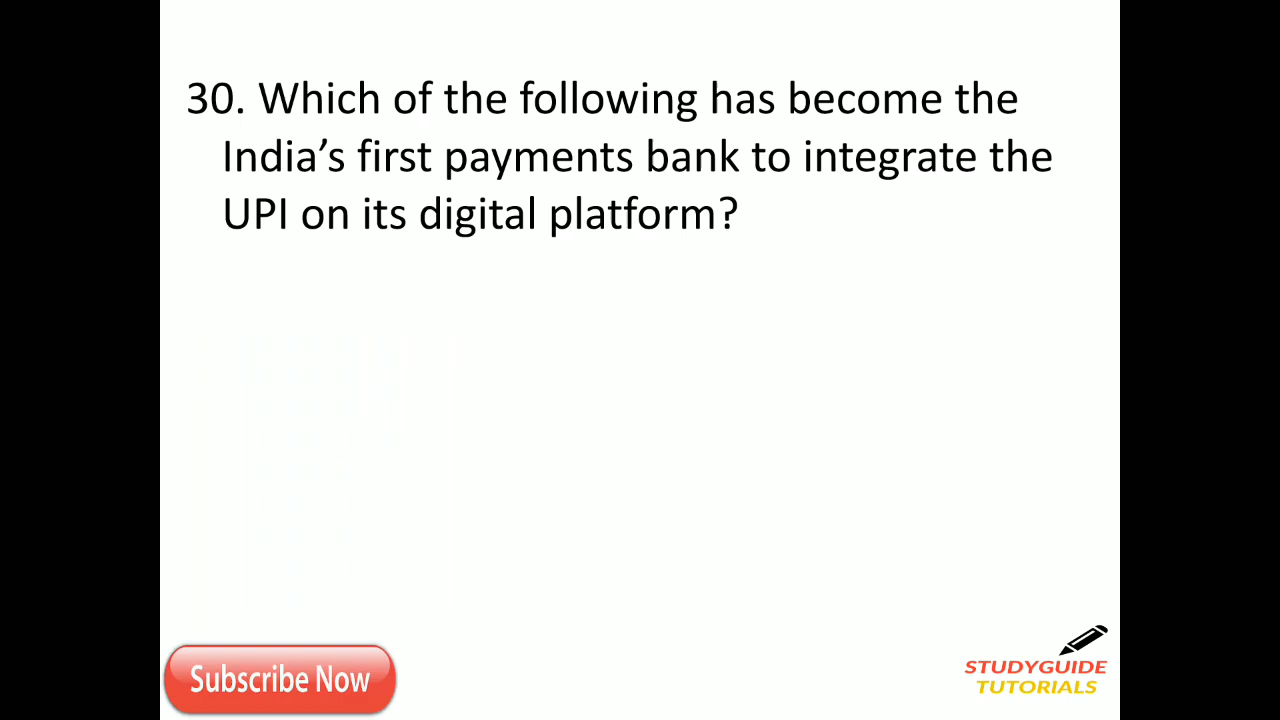 30. Which of the following has become the
India’s first payments bank to integrate the
UPI on its digital platform?
Subscribe Now
STUDYGUIDE
TUTORIALS